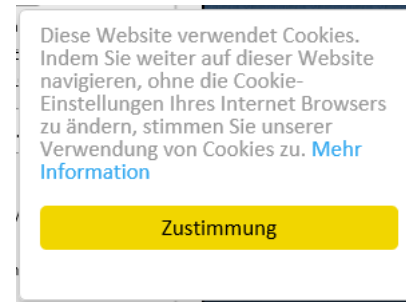 Diese Website verwendet Cookies.
Indem Sie weiter auf dieser Website
navigieren, ohne die Cookie-
Einstellungen Ihres Internet Browsers
zu ändern, stimmen Sie unserer
Verwendung von Cookies zu. Mehr
Information
Zustimmung